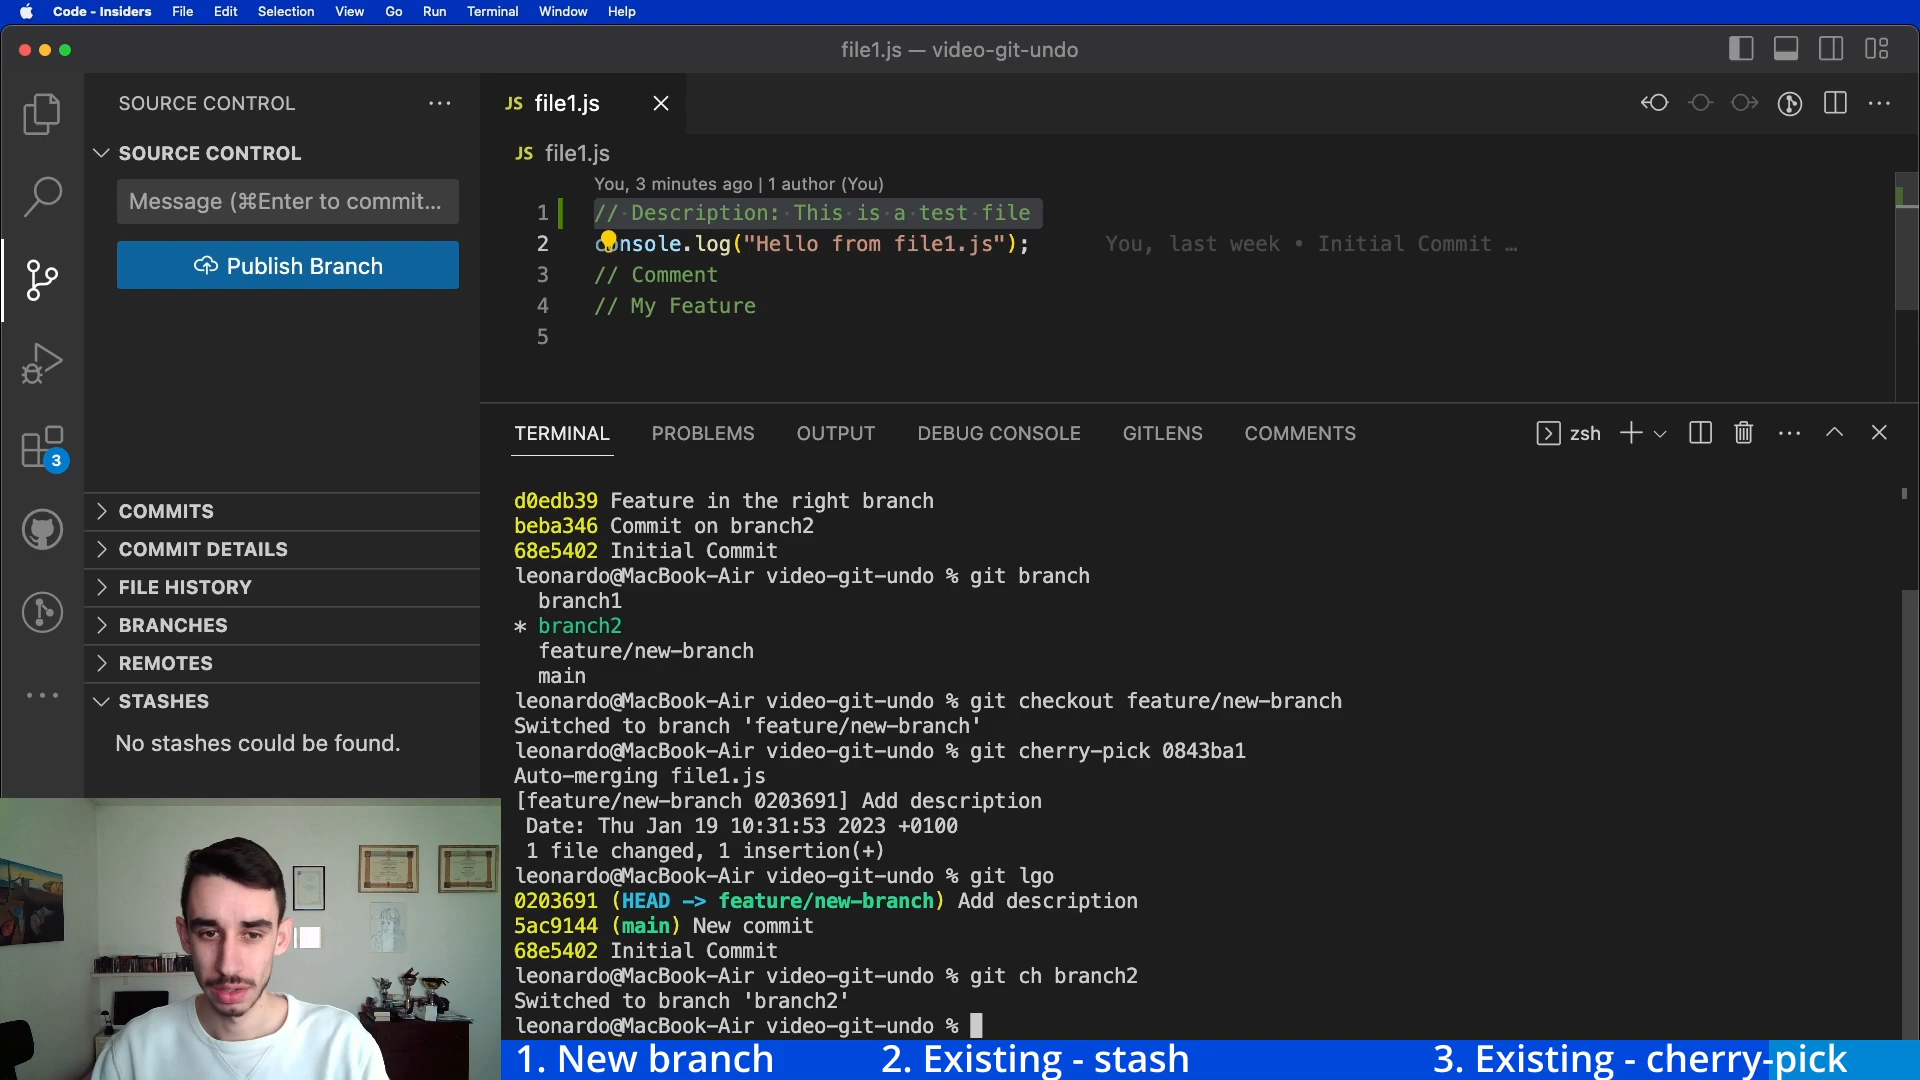 Code - Insiders File Edit Selection View Go Run Terminal Window Help
file1.js — video-git-undo
SOURCE CONTROL
SOURCE CONTROL
Message (⌘Enter to commit...
Publish Branch
3
COMMITS
COMMIT DETAILS
FILE HISTORY
BRANCHES
REMOTES
STASHES
No stashes could be found.
JS file1.js
JS file1.js
You, 3 minutes ago | 1 author (You)
1 // Description: This is a test file
2 console.log("Hello from file1.js"); You, last week • Initial Commit …
3 // Comment
4 // My Feature
5
TERMINAL PROBLEMS OUTPUT DEBUG CONSOLE GITLENS COMMENTS zsh
d0edb39 Feature in the right branch
beba346 Commit on branch2
68e5402 Initial Commit
leonardo@MacBook-Air video-git-undo % git branch
branch1
* branch2
feature/new-branch
main
leonardo@MacBook-Air video-git-undo % git checkout feature/new-branch
Switched to branch 'feature/new-branch'
leonardo@MacBook-Air video-git-undo % git cherry-pick 0843ba1
Auto-merging file1.js
[feature/new-branch 0203691] Add description
Date: Thu Jan 19 10:31:53 2023 +0100
1 file changed, 1 insertion(+)
leonardo@MacBook-Air video-git-undo % git lgo
0203691 (HEAD -> feature/new-branch) Add description
5ac9144 (main) New commit
68e5402 Initial Commit
leonardo@MacBook-Air video-git-undo % git ch branch2
Switched to branch 'branch2'
leonardo@MacBook-Air video-git-undo %
1. New branch 2. Existing - stash 3. Existing - cherry-pick